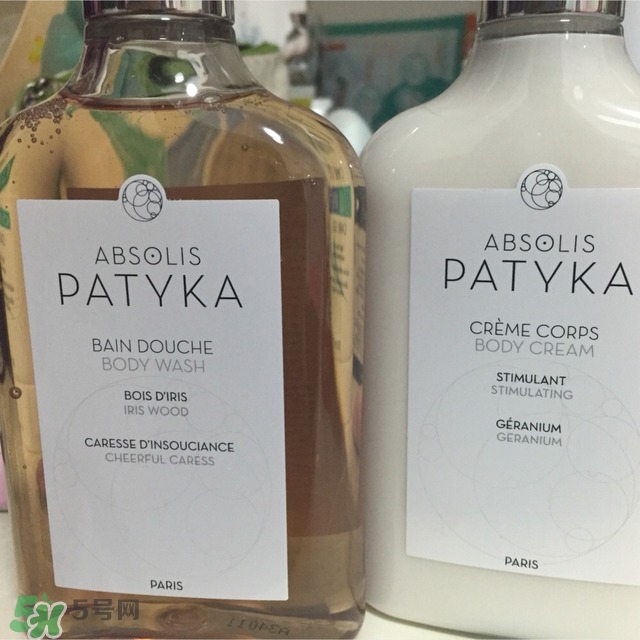 ABSOLIS
PATYKA
BAIN DOUCHE
BODY WASH
BOIS D'IRIS
IRIS WOOD
CARESSE D'INSOUCIANCE
CHEERFUL CARESS
PARIS
ABSOLIS
PATYKA
CRÈME CORPS
BODY CREAM
STIMULANT
STIMULATING
GÉRANIUM
GERANIUM
PARIS
5号网